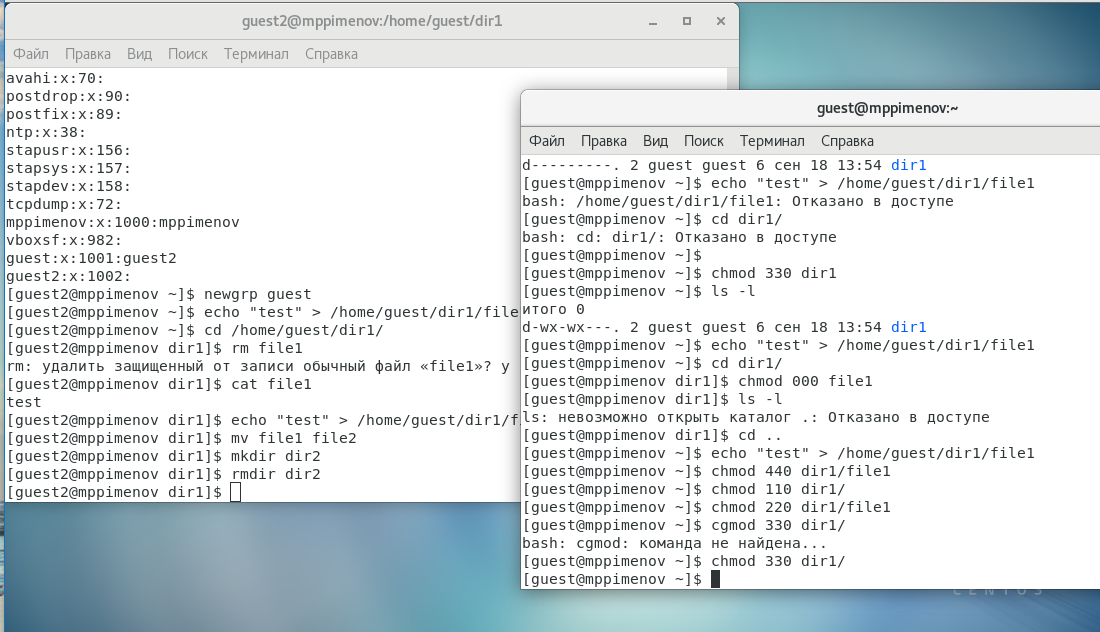 guest2@mppimenov:/home/guest/dir1
Файл Правка Вид Поиск Терминал Справка
avahi:x:70:
postdrop:x:90:
postfix:x:89:
ntp:x:38:
stapusr:x:156:
stapsys:x:157:
stapdev:x:158:
tcpdump:x:72:
mppimenov:x:1000:mppimenov
vboxsf:x:982:
guest:x:1001:guest2
guest2:x:1002:
[guest2@mppimenov ~]$ newgrp guest
[guest2@mppimenov ~]$ echo "test" > /home/guest/dir1/file
[guest2@mppimenov ~]$ cd /home/guest/dir1/
[guest2@mppimenov dir1]$ rm file1
rm: удалить защищенный от записи обычный файл «file1»? y
[guest2@mppimenov dir1]$ cat file1
test
[guest2@mppimenov dir1]$ echo "test" > /home/guest/dir1/f
[guest2@mppimenov dir1]$ mv file1 file2
[guest2@mppimenov dir1]$ mkdir dir2
[guest2@mppimenov dir1]$ rmdir dir2
[guest2@mppimenov dir1]$
guest@mppimenov:~
Файл Правка Вид Поиск Терминал Справка
d---------. 2 guest guest 6 сен 18 13:54 dir1
[guest@mppimenov ~]$ echo "test" > /home/guest/dir1/file1
bash: /home/guest/dir1/file1: Отказано в доступе
[guest@mppimenov ~]$ cd dir1/
bash: cd: dir1/: Отказано в доступе
[guest@mppimenov ~]$
[guest@mppimenov ~]$ chmod 330 dir1
[guest@mppimenov ~]$ ls -l
итого 0
d-wx-wx---. 2 guest guest 6 сен 18 13:54 dir1
[guest@mppimenov ~]$ echo "test" > /home/guest/dir1/file1
[guest@mppimenov ~]$ cd dir1/
[guest@mppimenov dir1]$ chmod 000 file1
[guest@mppimenov dir1]$ ls -l
ls: невозможно открыть каталог .: Отказано в доступе
[guest@mppimenov dir1]$ cd ..
[guest@mppimenov ~]$ echo "test" > /home/guest/dir1/file1
[guest@mppimenov ~]$ chmod 440 dir1/file1
[guest@mppimenov ~]$ chmod 110 dir1/
[guest@mppimenov ~]$ chmod 220 dir1/file1
[guest@mppimenov ~]$ cgmod 330 dir1/
bash: cgmod: команда не найдена...
[guest@mppimenov ~]$ chmod 330 dir1/
[guest@mppimenov ~]$
CENTOS